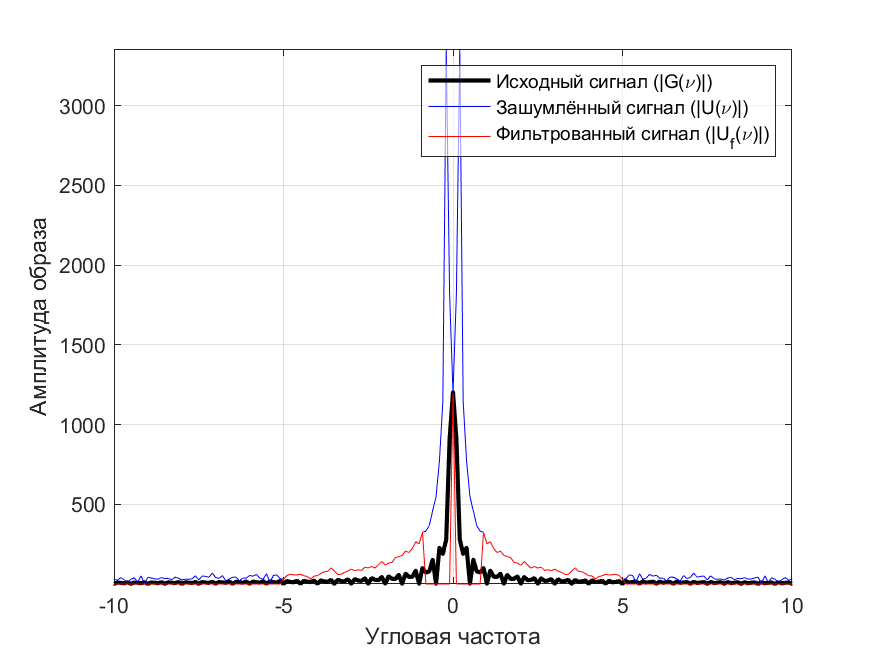 Исходный сигнал (|G(ν)|)
Зашумлённый сигнал (|U(ν)|)
Фильтрованный сигнал (|U_f(ν)|)
3000
2500
2000
1500
1000
500
Амплитуда образа
-10 -5 0 5 10
Угловая частота